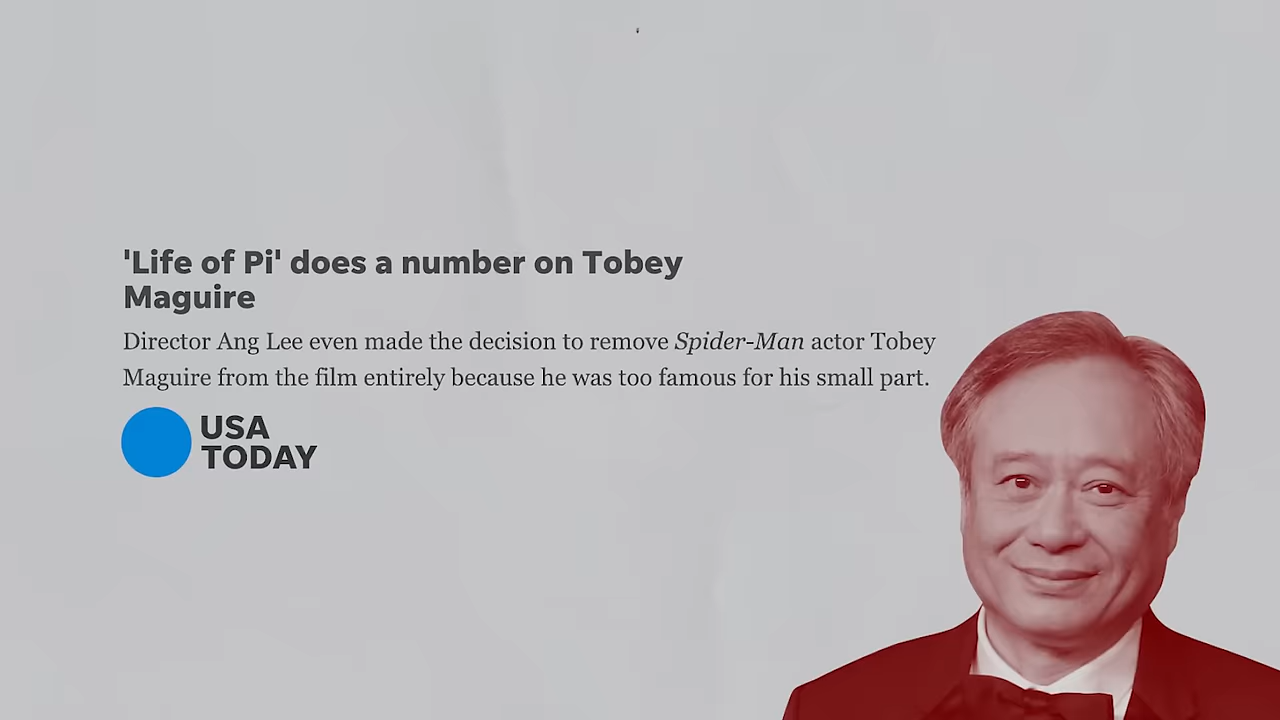 'Life of Pi' does a number on Tobey
Maguire
Director Ang Lee even made the decision to remove Spider-Man actor Tobey
Maguire from the film entirely because he was too famous for his small part.
USA
TODAY